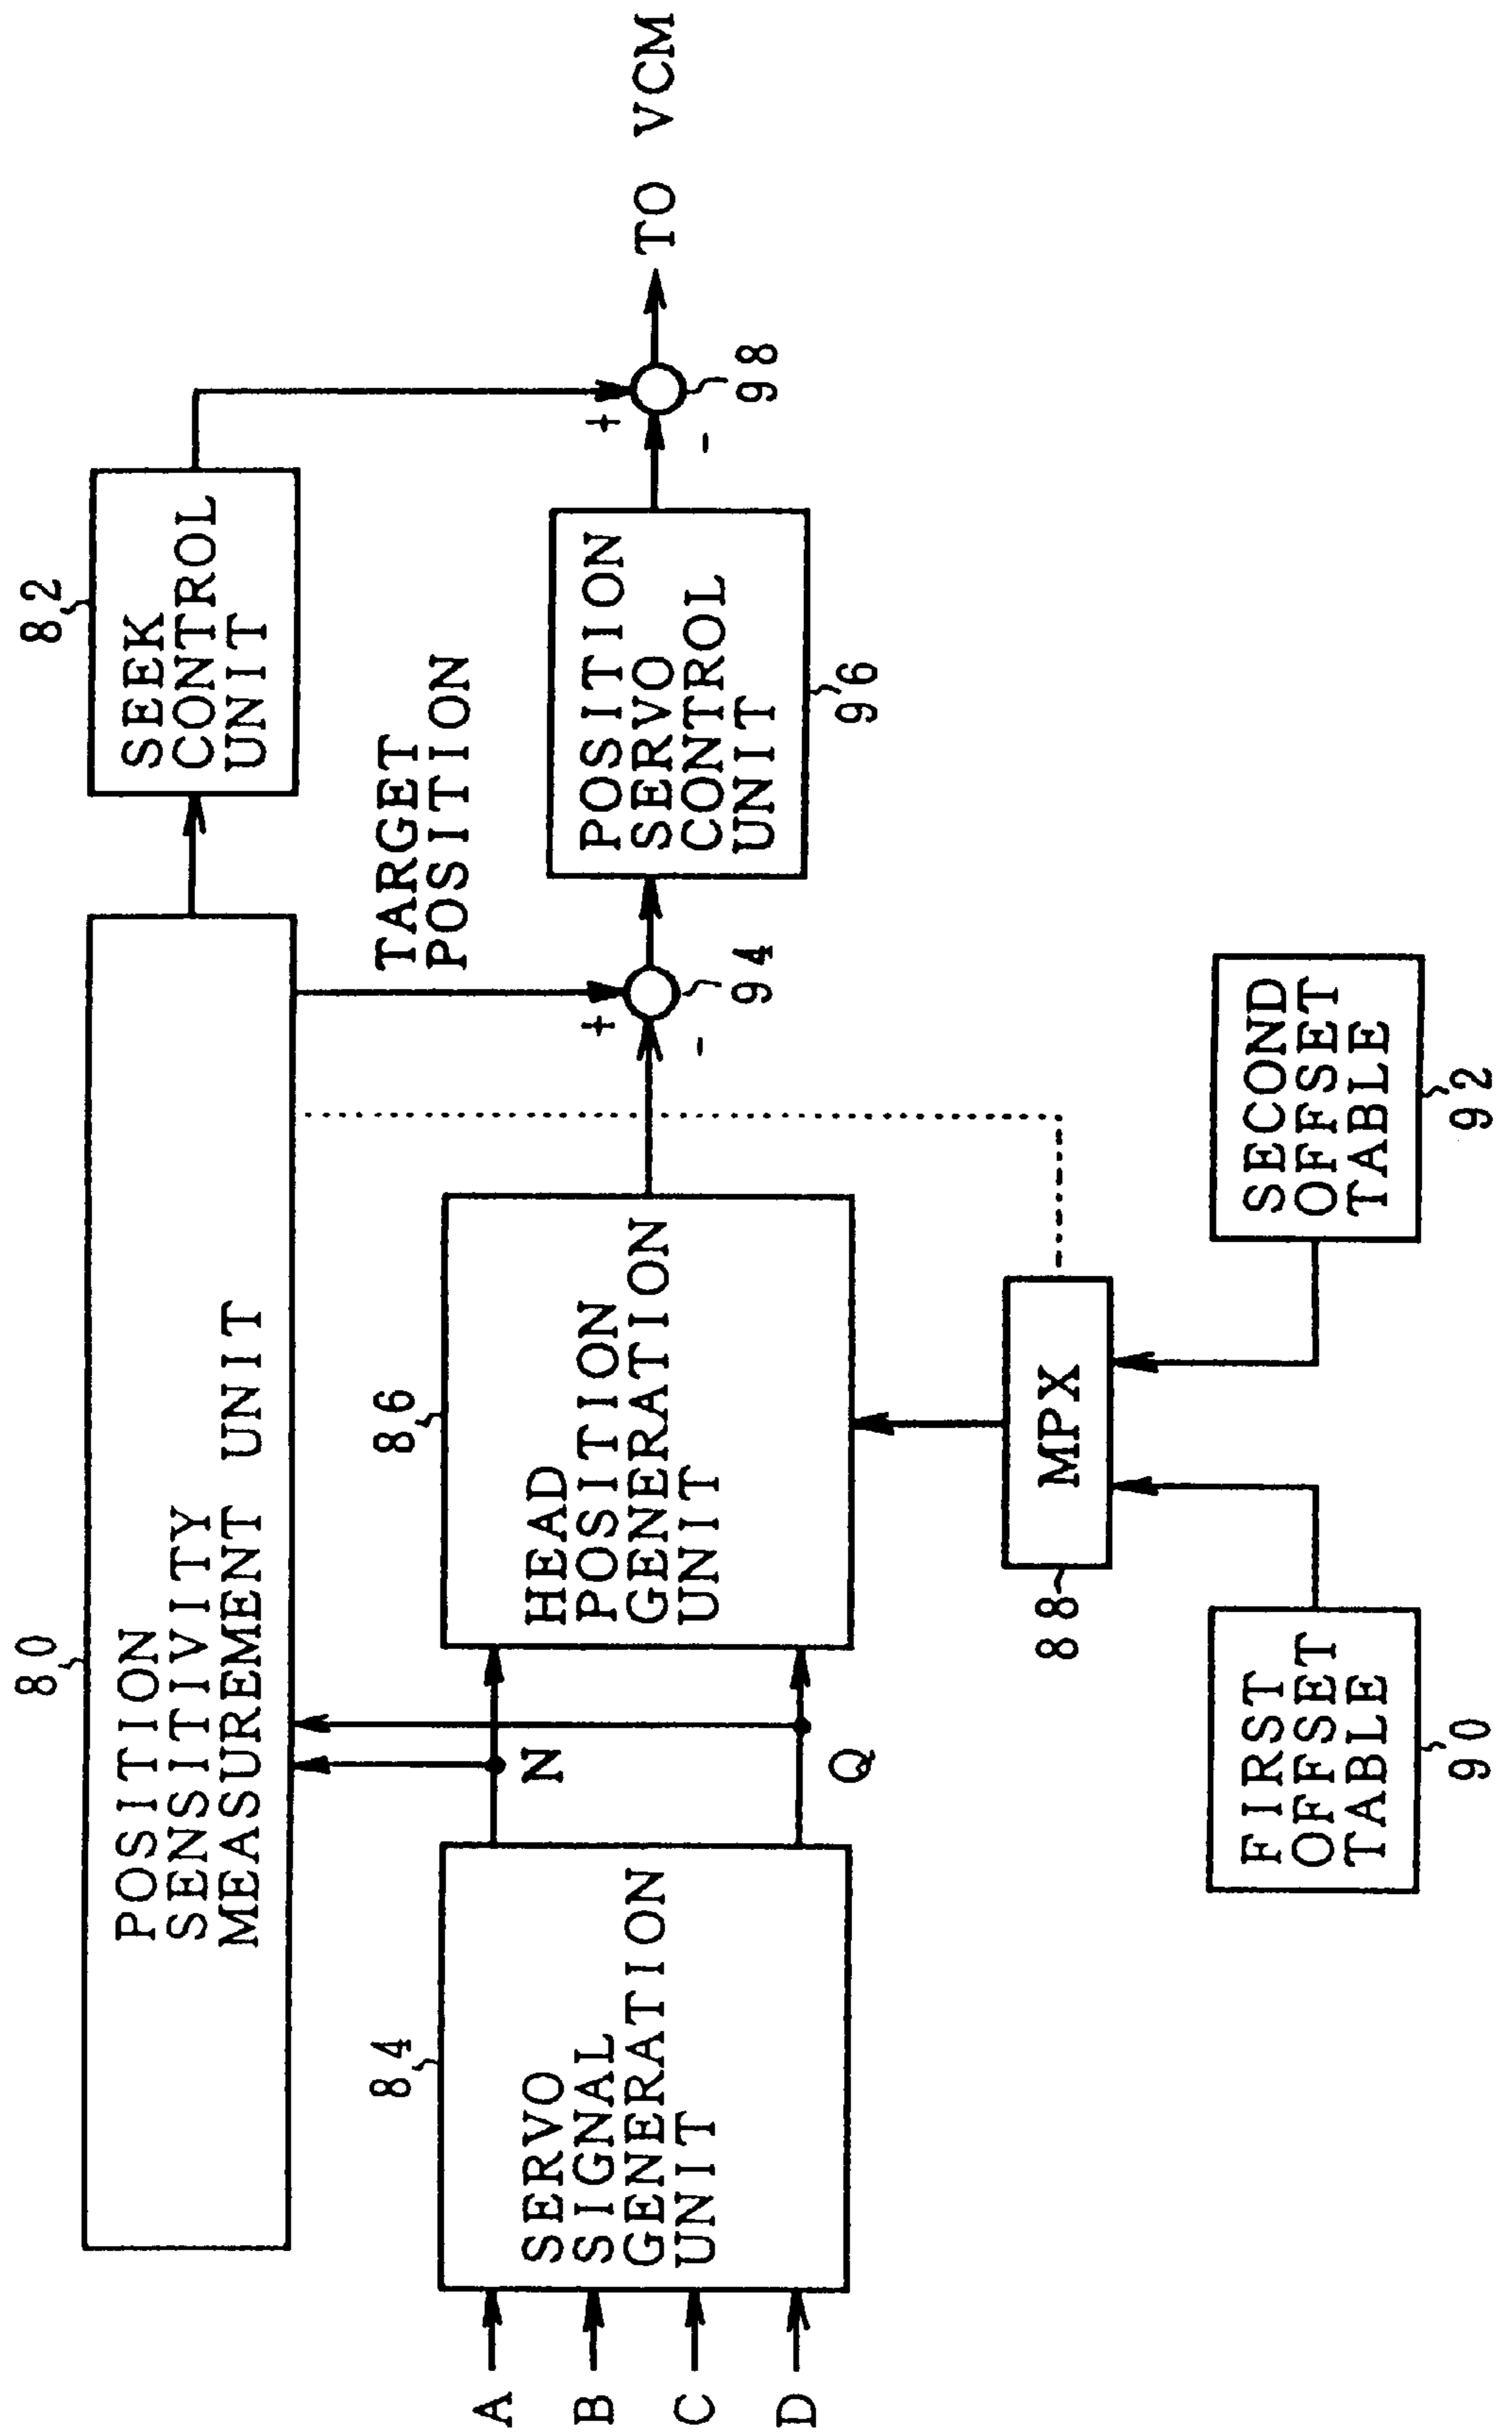 80
POSITION
SENSITIVITY
MEASUREMENT UNIT
82
SEEK
CONTROL
UNIT
TARGET
POSITION
A
B
C
D
84
SERVO
SIGNAL
GENERATION
UNIT
N
Q
86
HEAD
POSITION
GENERATION
UNIT
+
-
94
POSITION
SERVO
CONTROL
UNIT
96
+
-
98
TO VCM
88
MPX
FIRST
OFFSET
TABLE
90
SECOND
OFFSET
TABLE
92